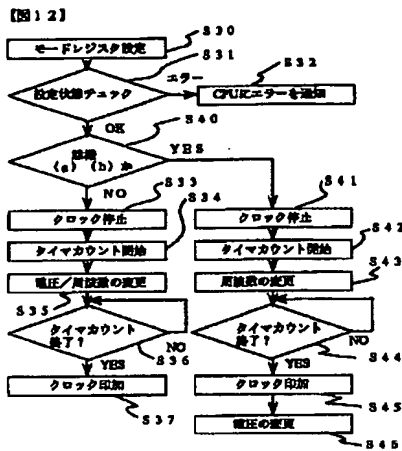 【図１２】
S30
モードレジスタ設定
S31
エラー
S32
設定状態チェック
CPUにエラーを通知
OK
S40
YES
(a) (b) か
NO
S33
S34
S41
クロック停止
クロック停止
S42
タイマカウント開始
タイマカウント開始
S43
電圧／周波数の変更
周波数の変更
S35
タイマカウント
終了？
NO
タイマカウント
終了？
NO
S36
S44
YES
YES
クロック印加
クロック印加
S37
S45
電圧の変更
S46